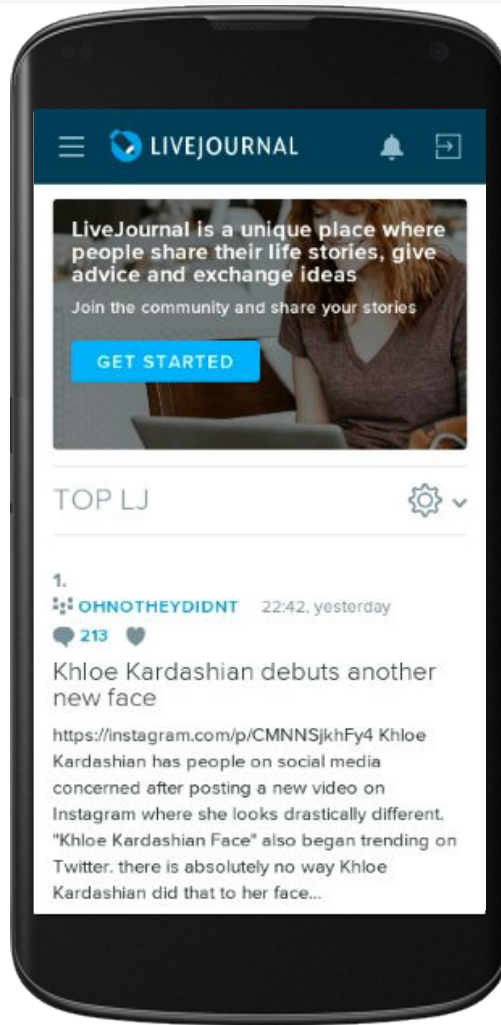 LIVEJOURNAL
LiveJournal is a unique place where
people share their life stories, give
advice and exchange ideas
Join the community and share your stories
GET STARTED
TOP LJ
1.
OHNOTHEYDIDNT 22:42, yesterday
213
Khloe Kardashian debuts another
new face
https://instagram.com/p/CMNNSjkhFy4 Khloe
Kardashian has people on social media
concerned after posting a new video on
Instagram where she looks drastically different.
"Khloe Kardashian Face" also began trending on
Twitter. there is absolutely no way Khloe
Kardashian did that to her face...